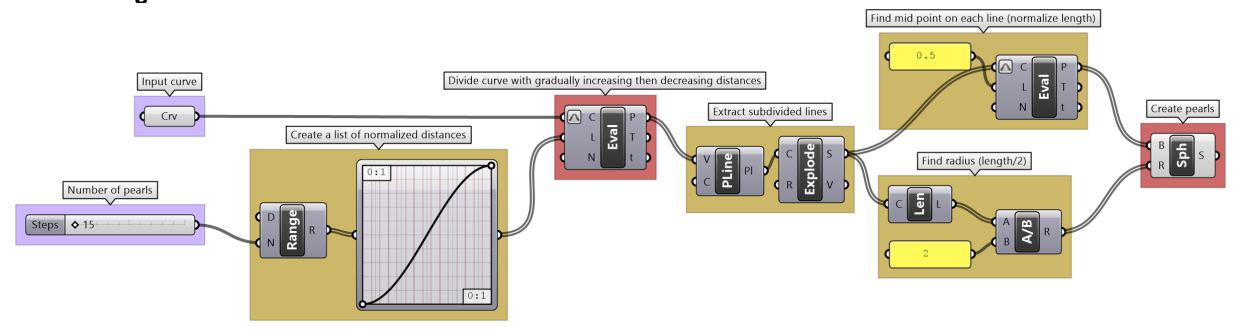 Find mid point on each line (normalize length)
0.5
C
L
N
Eval
P
T
t
Input curve
Crv
Divide curve with gradually increasing then decreasing distances
C
L
N
Eval
P
T
t
Extract subdivided lines
V
C
PLine
Pl
C
R
Explode
S
V
Create pearls
B
R
Sph
S
Create a list of normalized distances
D
N
Range
R
0:1
0:1
Find radius (length/2)
C
Len
L
2
A
B
A/B
R
Number of pearls
Steps
15